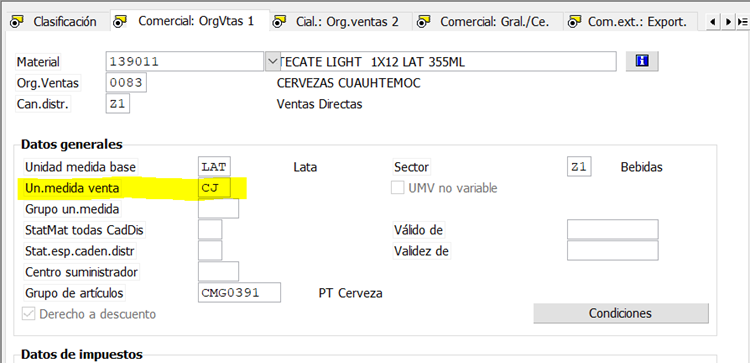 Clasificación Comercial: OrgVtas 1 Cial.: Org.ventas 2 Comercial: Gral./Ce. Com.ext.: Export.
Material 139011 TECATE LIGHT 1X12 LAT 355ML
Org.Ventas 0083 CERVEZAS CUAUHTEMOC
Can.distr. Z1 Ventas Directas
Datos generales
Unidad medida base LAT Lata Sector Z1 Bebidas
Un.medida venta CJ UMV no variable
Grupo un.medida
StatMat todas CadDis Válido de
Stat.esp.caden.distr Validez de
Centro suministrador
Grupo de artículos CMG0391 PT Cerveza
Derecho a descuento Condiciones
Datos de impuestos